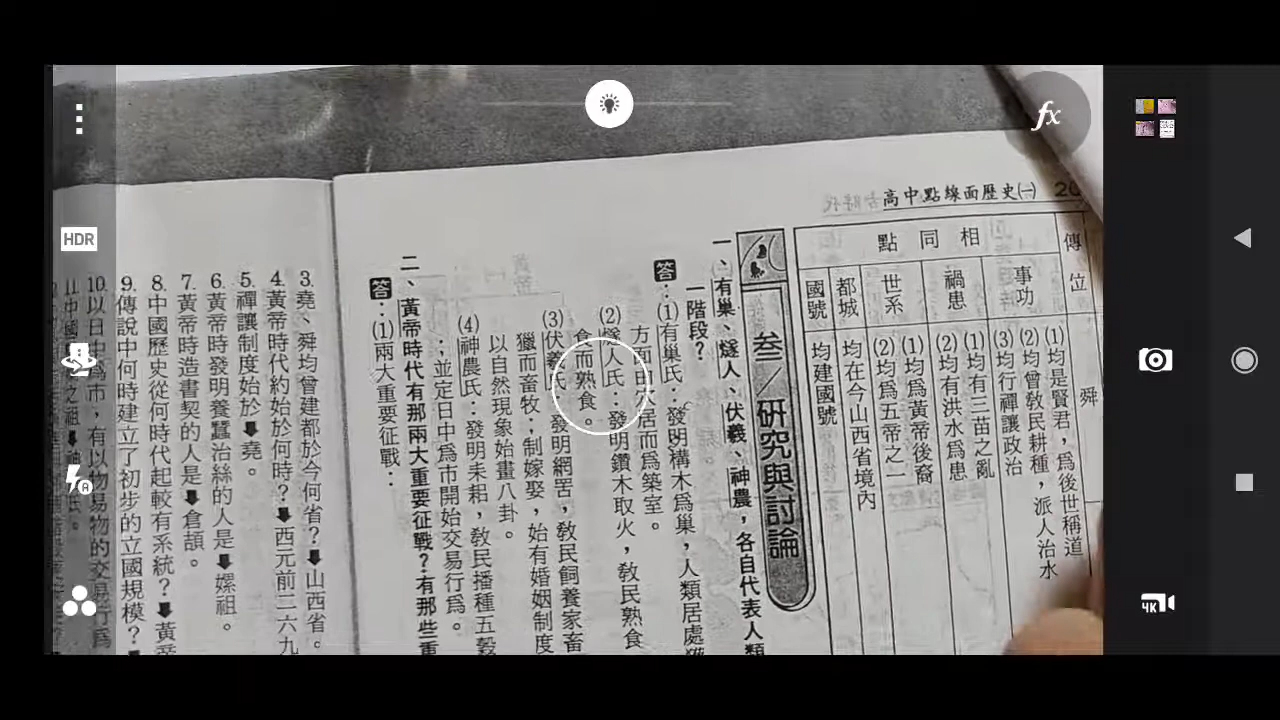 高中點線面歷史㈠ 20
傳位
舜
相同點
事功
(1)均是賢君，為後世稱道
(2)均曾教民耕種，派人治水
(3)均行禪讓政治
禍患
(1)均有三苗之亂
(2)均有洪水為患
世系
(1)均為黃帝後裔
(2)均為五帝之一
都城
均在今山西省境內
國號
均建國號
叁／研究與討論
一、有巢、燧人、伏羲、神農，各自代表人類
一階段？
答：(1)有巢氏：發明構木為巢，人類居處
方面由穴居而為築室。
(2)燧人氏：發明鑽木取火，教民熟食
食而熟食。
(3)伏羲氏：發明網罟，教民飼養家畜
獵而畜牧；制嫁娶，始有婚姻制度
以自然現象始畫八卦。
(4)神農氏：發明耒耜，教民播種五穀
；並定日中為市開始交易行為。
二、黃帝時代有那兩大重要征戰？有那些重
答：(1)兩大重要征戰：
3.堯、舜均曾建都於今何省？➡山西省。
4.黃帝時代約始於何時？➡西元前二六九
5.禪讓制度始於➡堯。
6.黃帝時發明養蠶治絲的人是➡嫘祖。
7.黃帝時造書契的人是➡倉頡。
8.中國歷史從何時代起較有系統？➡黃帝
9.傳說中何時建立了初步的立國規模？➡
10.以日中為市，有以物易物的交易行為
11.中國
之祖➡神農氏。
HDR
fx
A
4K